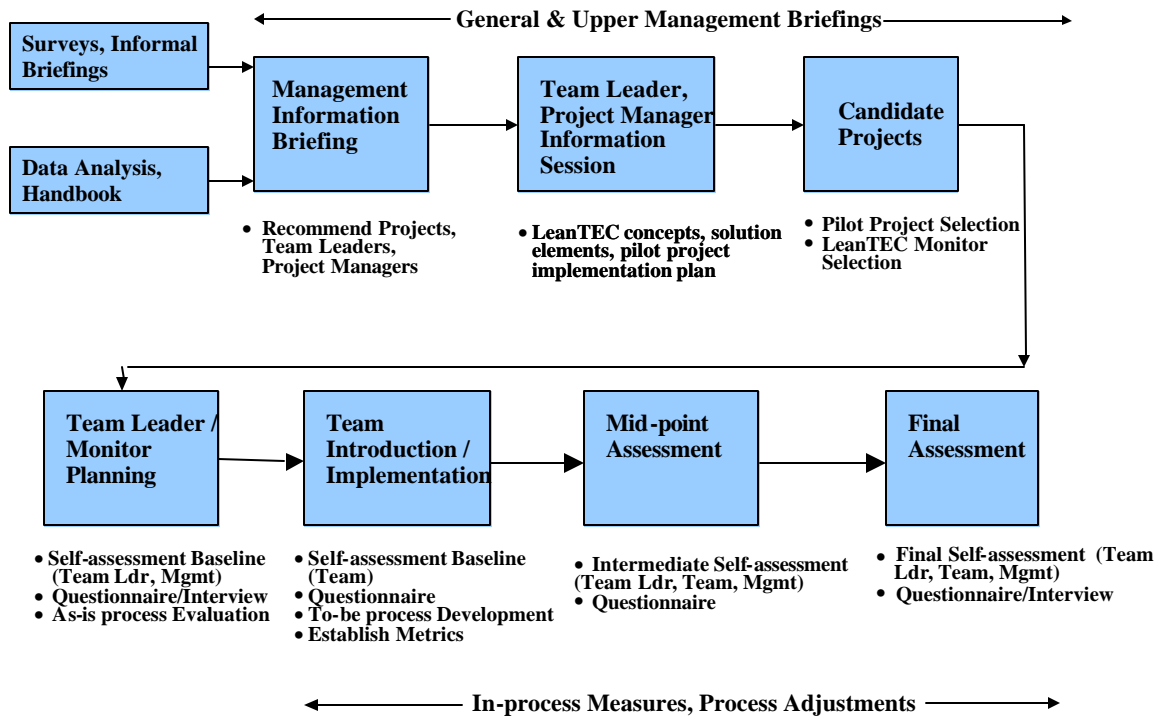 General & Upper Management Briefings
Surveys, Informal
Briefings
Data Analysis,
Handbook
Management
Information
Briefing
Team Leader,
Project Manager
Information
Session
Candidate
Projects
• Recommend Projects,
Team Leaders,
Project Managers
• LeanTEC concepts, solution
elements, pilot project
implementation plan
• Pilot Project Selection
• LeanTEC Monitor
Selection
Team Leader /
Monitor
Planning
Team
Introduction /
Implementation
Mid-point
Assessment
Final
Assessment
• Self-assessment Baseline
(Team Ldr, Mgmt)
• Questionnaire/Interview
• As-is process Evaluation
• Self-assessment Baseline
(Team)
• Questionnaire
• To-be process Development
• Establish Metrics
• Intermediate Self-assessment
(Team Ldr, Team, Mgmt)
• Questionnaire
• Final Self-assessment (Team
Ldr, Team, Mgmt)
• Questionnaire/Interview
In-process Measures, Process Adjustments